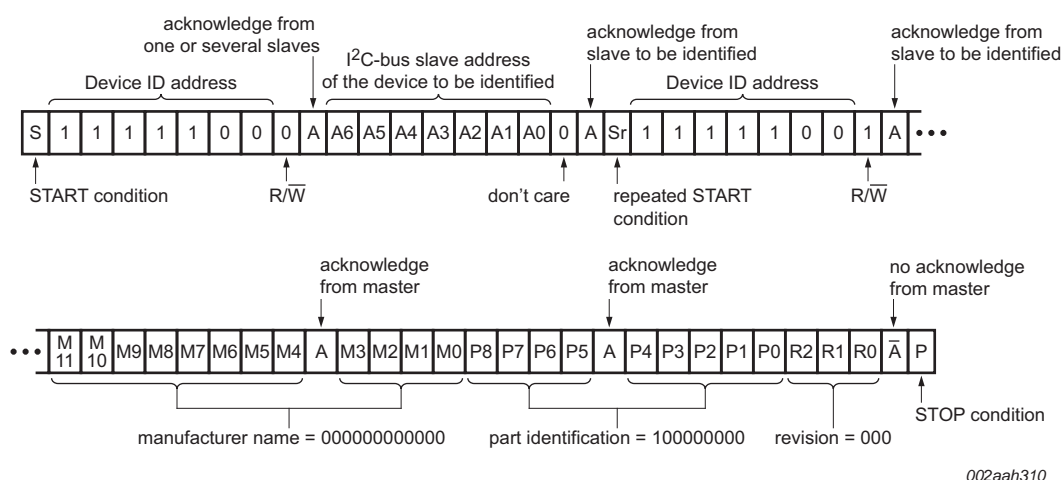 acknowledge from
one or several slaves
I²C-bus slave address
of the device to be identified
acknowledge from
slave to be identified
acknowledge from
slave to be identified
Device ID address
Device ID address
S 1 1 1 1 1 0 0 0 A A6 A5 A4 A3 A2 A1 A0 0 A Sr 1 1 1 1 1 0 0 1 A •••
START condition
R/W̅
don't care
repeated START
condition
R/W̅
acknowledge
from master
acknowledge
from master
no acknowledge
from master
••• M11 M10 M9 M8 M7 M6 M5 M4 A M3 M2 M1 M0 P8 P7 P6 P5 A P4 P3 P2 P1 P0 R2 R1 R0 A̅ P
STOP condition
manufacturer name = 000000000000
part identification = 100000000
revision = 000
002aah310